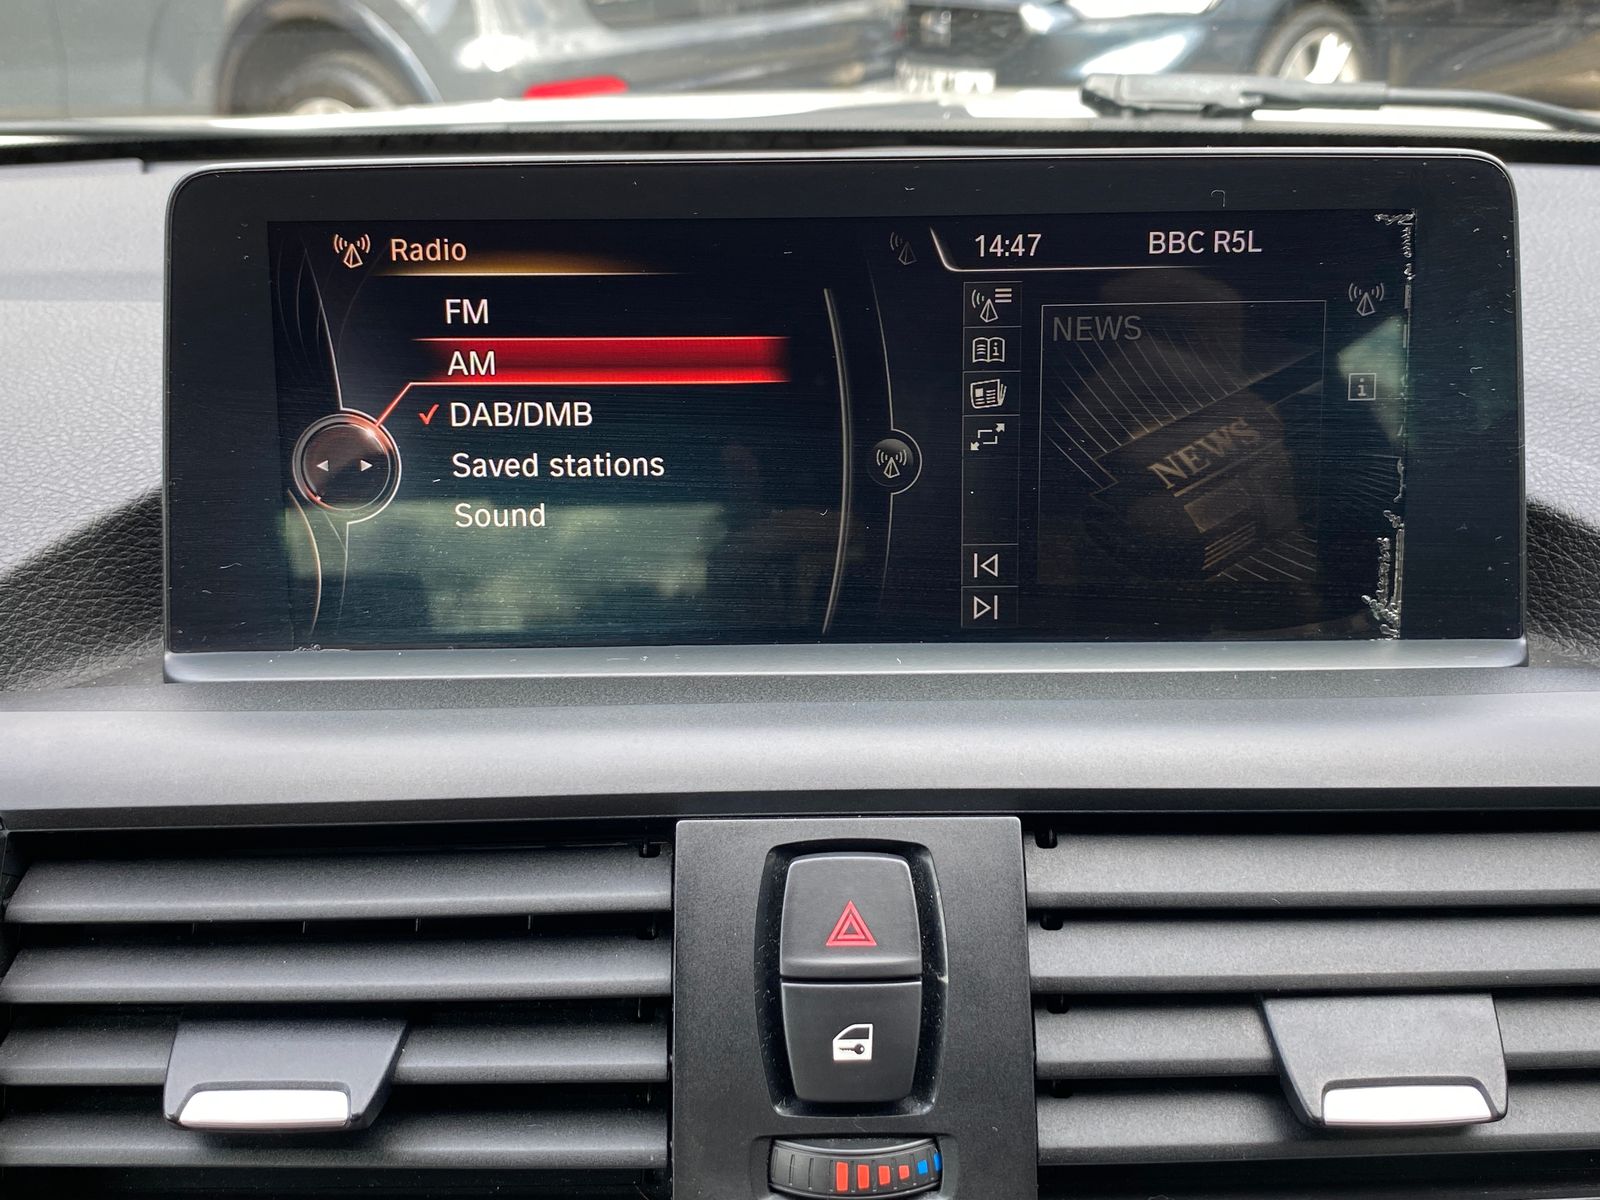 Radio
FM
AM
DAB/DMB
Saved stations
Sound
14:47
BBC R5L
NEWS
NEWS